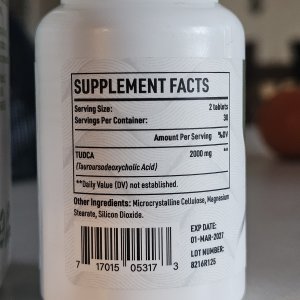 SUPPLEMENT FACTS
Serving Size: 2 tablets
Servings Per Container: 30
Amount Per Serving %DV
TUDCA 2000 mg **
(Taurorsodeoxycholic Acid)
**Daily Value (DV) not established.
Other Ingredients: Microcrystalline Cellulose, Magnesium
Stearate, Silicon Dioxide.
EXP DATE:
01-MAR-2027
LOT NUMBER:
8216R125
7 17015 05317 3